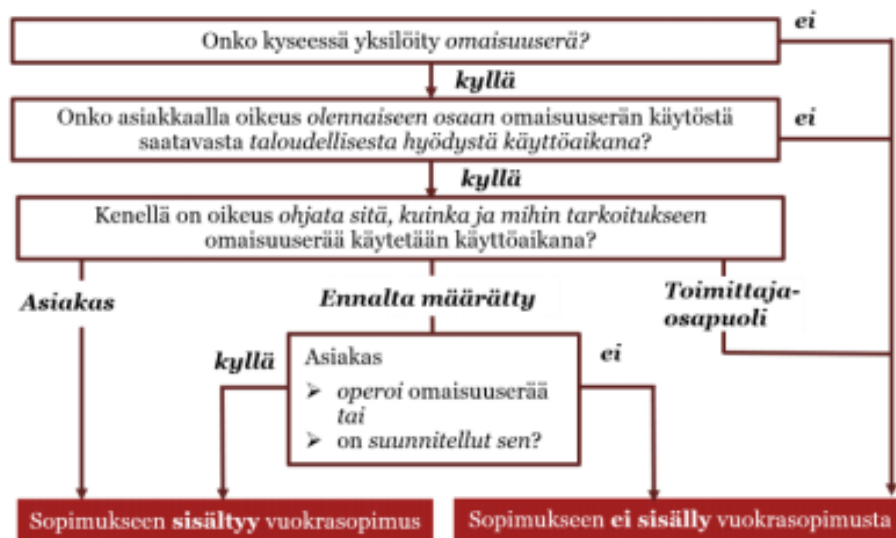 Onko kyseessä yksilöity omaisuuserä?
ei
kyllä
Onko asiakkaalla oikeus olennaiseen osaan omaisuuserän käytöstä
saatavasta taloudellisesta hyödystä käyttöaikana?
ei
kyllä
Kenellä on oikeus ohjata sitä, kuinka ja mihin tarkoitukseen
omaisuuserää käytetään käyttöaikana?
Asiakas
Ennalta määrätty
Toimittaja-
osapuoli
kyllä
Asiakas
➢ operoi omaisuuserää
tai
➢ on suunnitellut sen?
ei
Sopimukseen sisältyy vuokrasopimus
Sopimukseen ei sisälly vuokrasopimusta